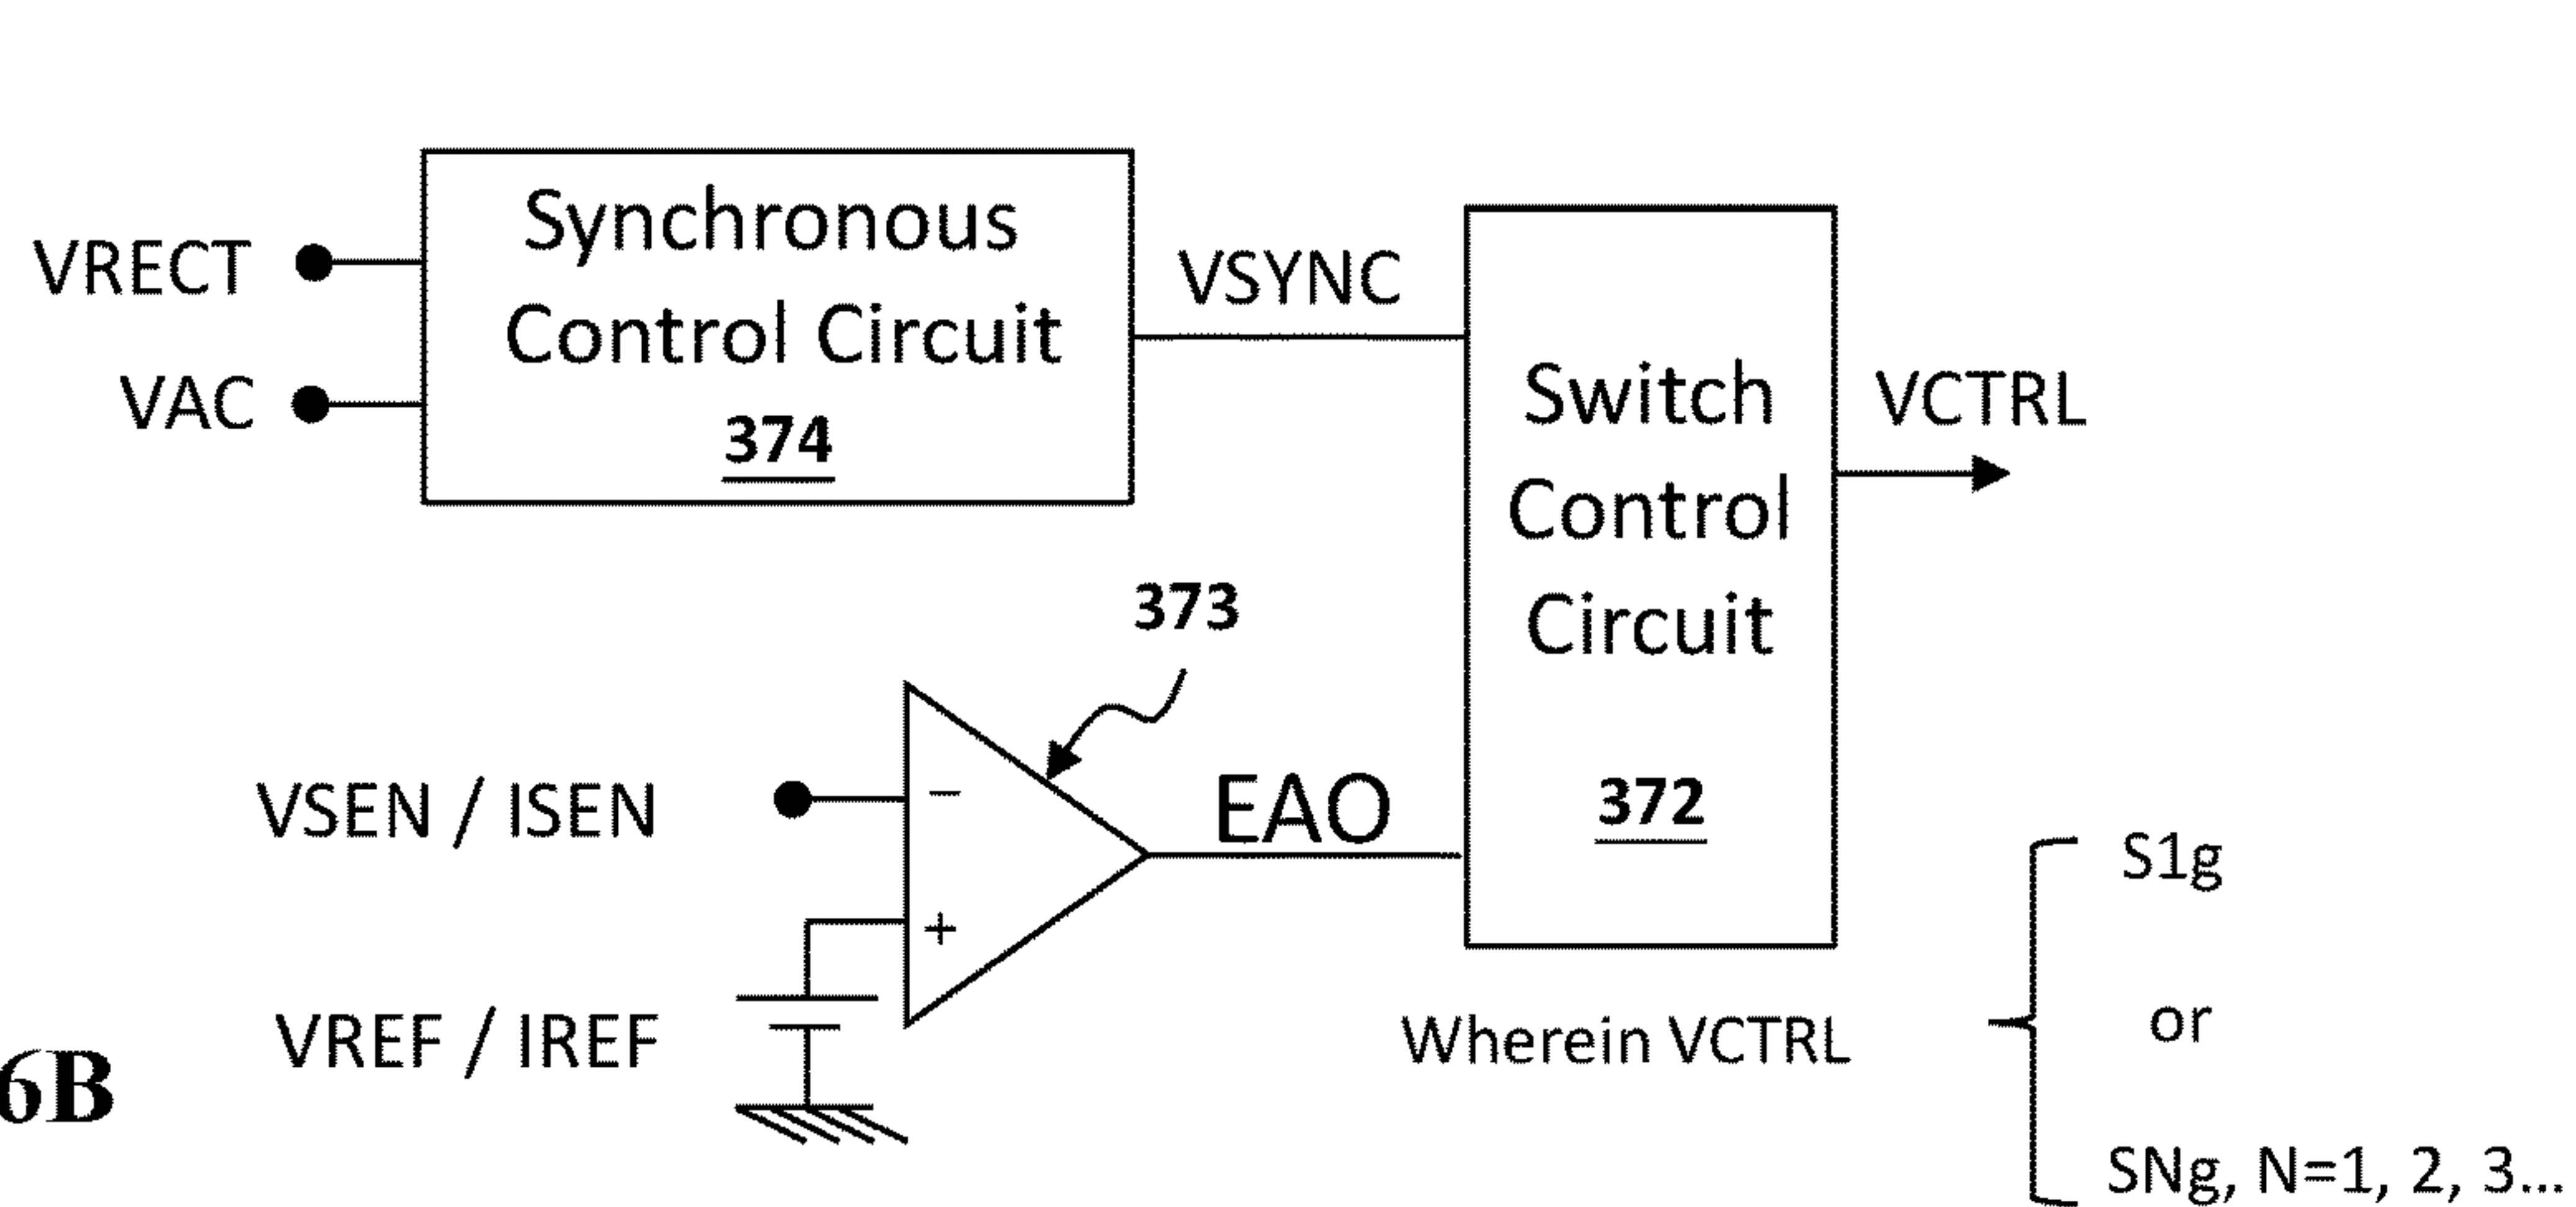 Synchronous
Control Circuit
374
VRECT
VAC
VSYNC
Switch
Control
Circuit
372
VCTRL
373
VSEN / ISEN
−
+
EAO
VREF / IREF
6B
Wherein VCTRL
S1g
or
SNg, N=1, 2, 3...